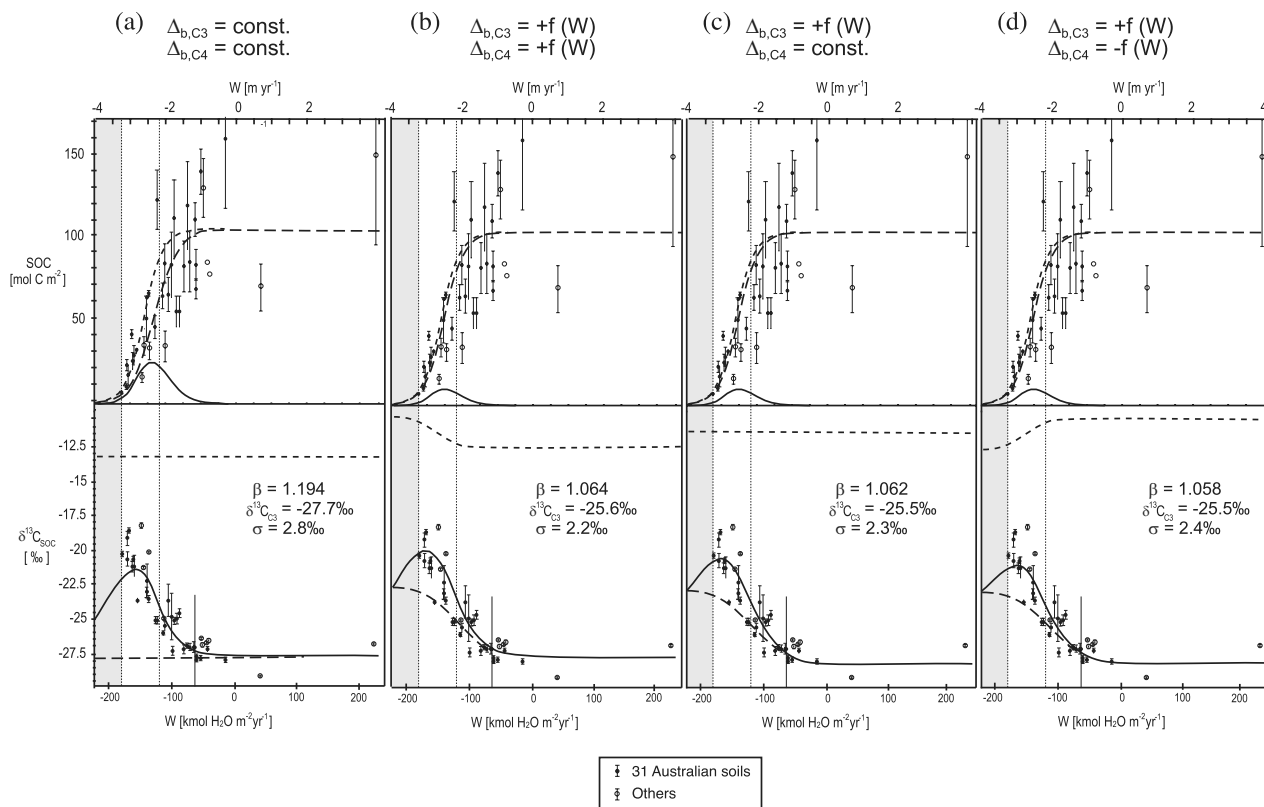 (a) Δb,C3 = const.
Δb,C4 = const.
(b) Δb,C3 = +f (W)
Δb,C4 = +f (W)
(c) Δb,C3 = +f (W)
Δb,C4 = const.
(d) Δb,C3 = +f (W)
Δb,C4 = -f (W)
W [m yr-1] W [m yr-1] W [m yr-1] W [m yr-1]
-4 -2 0 2 -4 -2 0 2 -4 -2 0 2 -4 -2 0 2 4
-1
150
100
SOC
[mol C m-2]
50
-12.5
-15
-17.5
δ13CSOC
[ ‰]
-20
-22.5
-25
-27.5
β = 1.194
δ13CC3 = -27.7‰
σ = 2.8‰
β = 1.064
δ13CC3 = -25.6‰
σ = 2.2‰
β = 1.062
δ13CC3 = -25.5‰
σ = 2.3‰
β = 1.058
δ13CC3 = -25.5‰
σ = 2.4‰
-200 -100 0 100 200 -200 -100 0 100 200 -200 -100 0 100 200 -200 -100 0 100 200
W [kmol H2O m-2yr-1] W [kmol H2O m-2yr-1] W [kmol H2O m-2yr-1] W [kmol H2O m-2yr-1]
31 Australian soils
Others